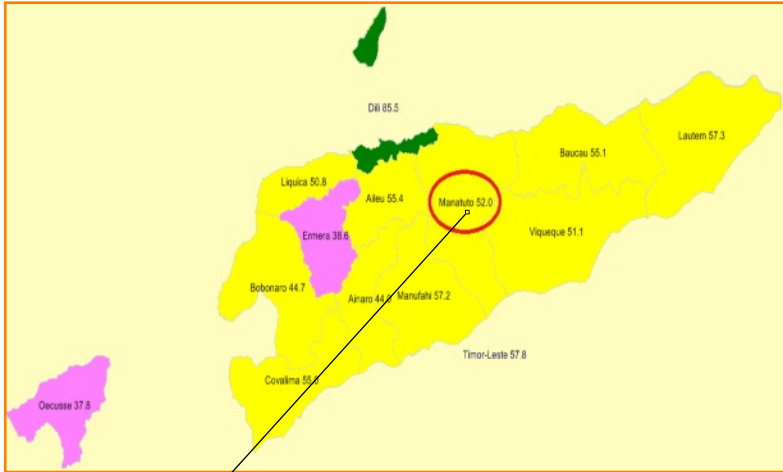 Dili 85.5
Lautem 57.3
Baucau 55.1
Liquica 50.8
Aileu 55.4
Manatuto 52.0
Ermera 38.6
Viqueque 51.1
Bobonaro 44.7
Ainaro 44.
Manufahi 57.2
Timor-Leste 57.8
Covalima 55.
Oecusse 37.8